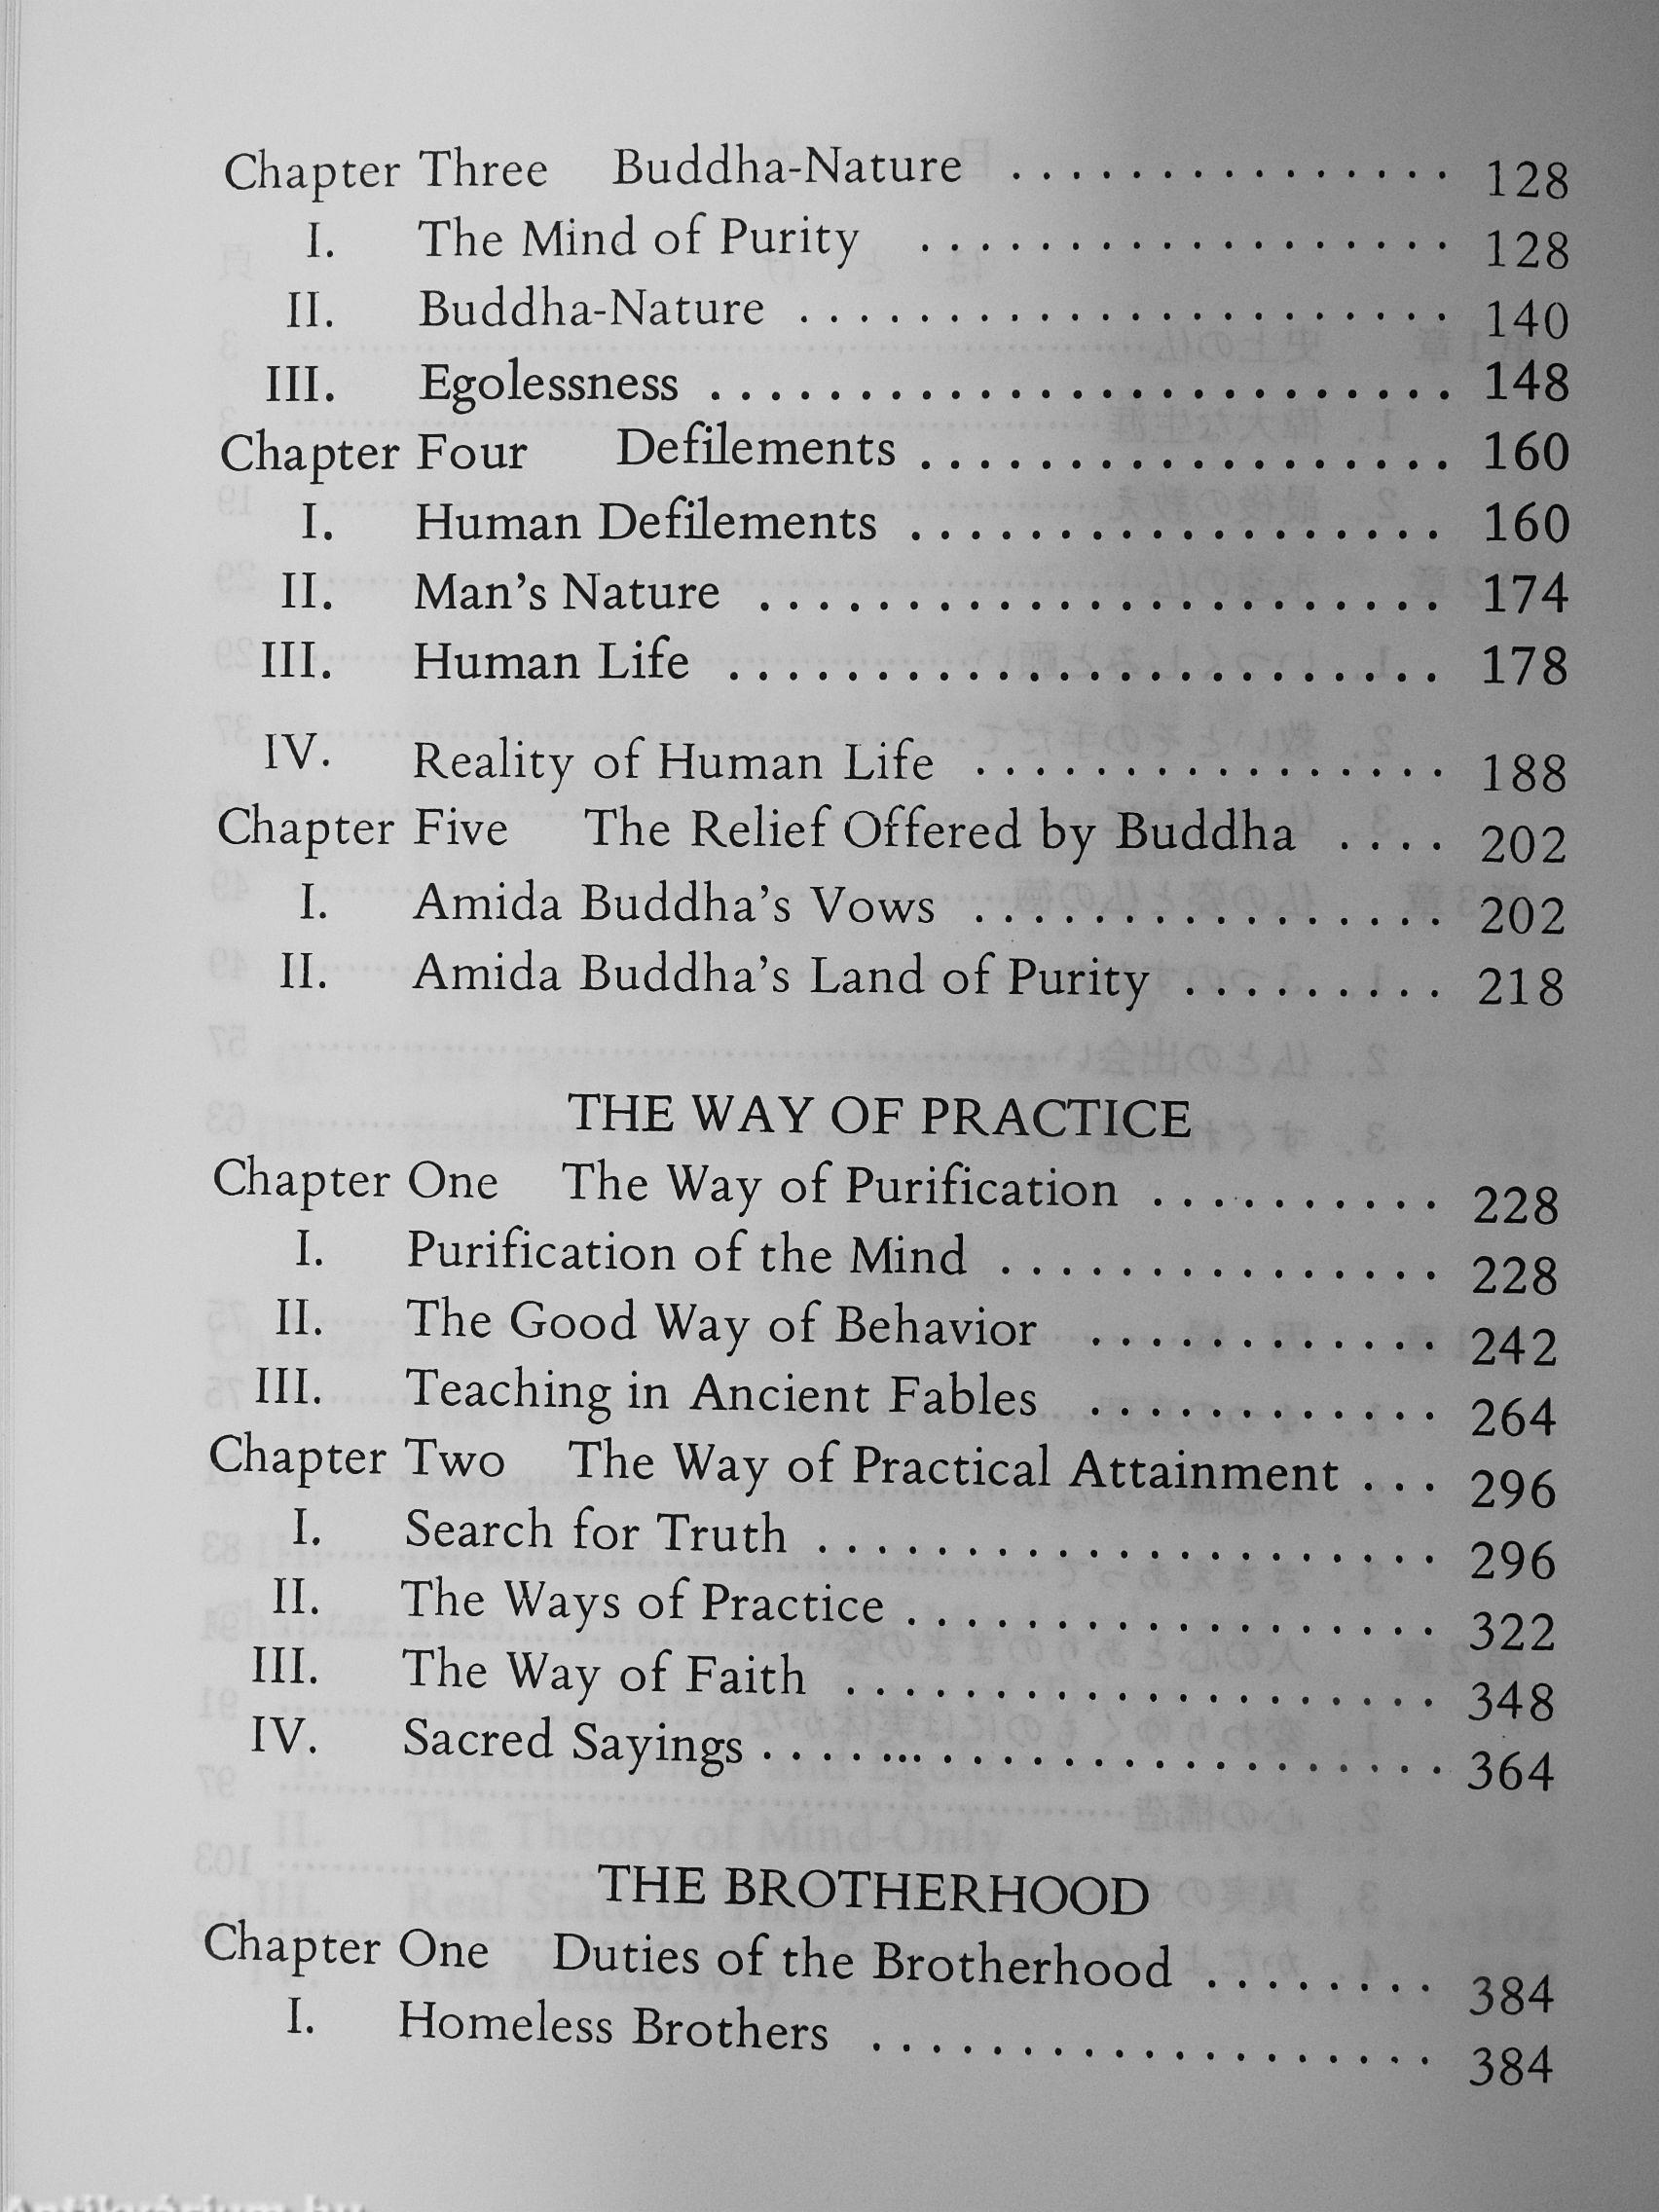 Chapter Three Buddha-Nature . . . . . . . . . . . . . . . 128
I. The Mind of Purity . . . . . . . . . . . . . . . . . . 128
II. Buddha-Nature . . . . . . . . . . . . . . . . . . . . . . 140
III. Egolessness . . . . . . . . . . . . . . . . . . . . . . . . . 148
Chapter Four Defilements . . . . . . . . . . . . . . . . . . 160
I. Human Defilements . . . . . . . . . . . . . . . . . . 160
II. Man's Nature . . . . . . . . . . . . . . . . . . . . . . . 174
III. Human Life . . . . . . . . . . . . . . . . . . . . . . . . 178
IV. Reality of Human Life . . . . . . . . . . . . . . . . 188
Chapter Five The Relief Offered by Buddha . . . . 202
I. Amida Buddha's Vows . . . . . . . . . . . . . . . . 202
II. Amida Buddha's Land of Purity . . . . . . . . . 218
THE WAY OF PRACTICE
Chapter One The Way of Purification . . . . . . . . . . 228
I. Purification of the Mind . . . . . . . . . . . . . . . 228
II. The Good Way of Behavior . . . . . . . . . . . . 242
III. Teaching in Ancient Fables . . . . . . . . . . . . 264
Chapter Two The Way of Practical Attainment . . . 296
I. Search for Truth . . . . . . . . . . . . . . . . . . . . . 296
II. The Ways of Practice . . . . . . . . . . . . . . . . . . 322
III. The Way of Faith . . . . . . . . . . . . . . . . . . . . 348
IV. Sacred Sayings . . . . ... . . . . . . . . . . . . . . . . . . 364
THE BROTHERHOOD
Chapter One Duties of the Brotherhood . . . . . . . . 384
I. Homeless Brothers . . . . . . . . . . . . . . . . . . . 384